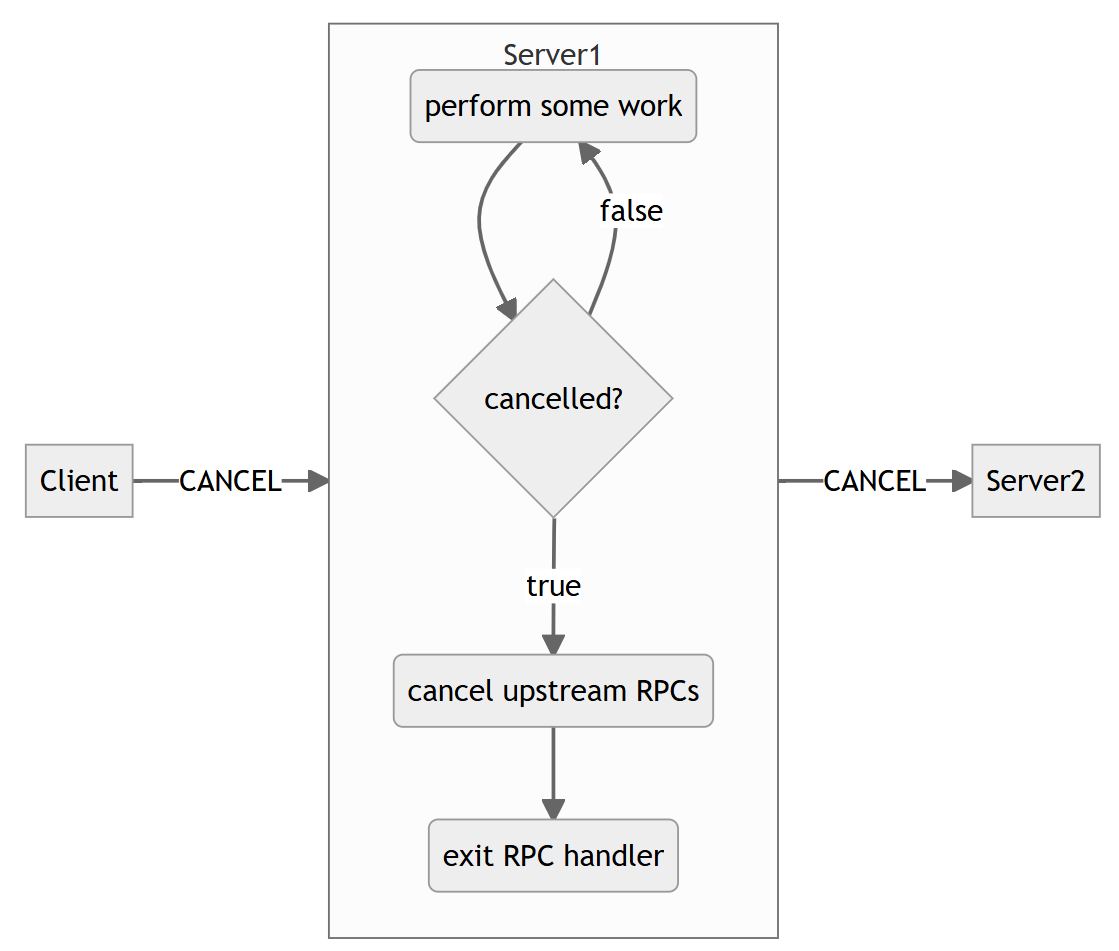 Server1
perform some work
false
cancelled?
Client
CANCEL
CANCEL
Server2
true
cancel upstream RPCs
exit RPC handler